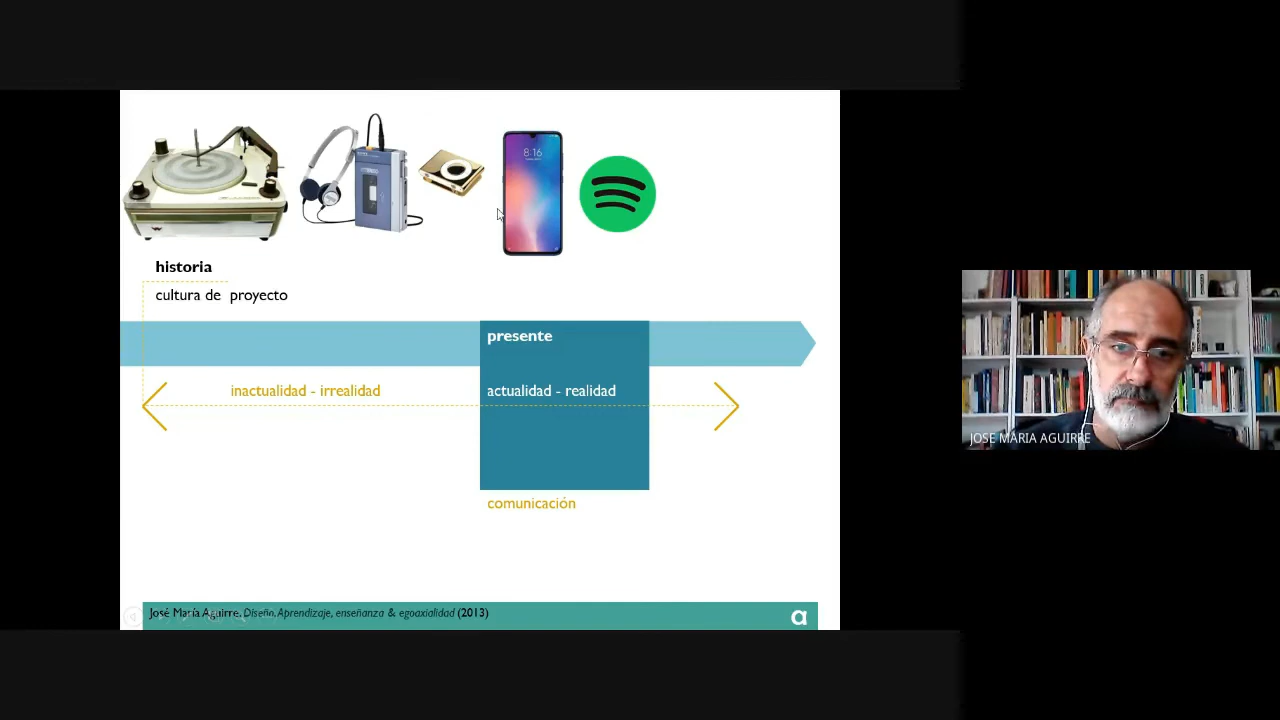 8:16
historia
cultura de proyecto
presente
inactualidad - irrealidad
actualidad - realidad
comunicación
José María Aguirre, Diseño, Aprendizaje, enseñanza & egoaxialidad (2013)
a
JOSE MARIA AGUIRRE